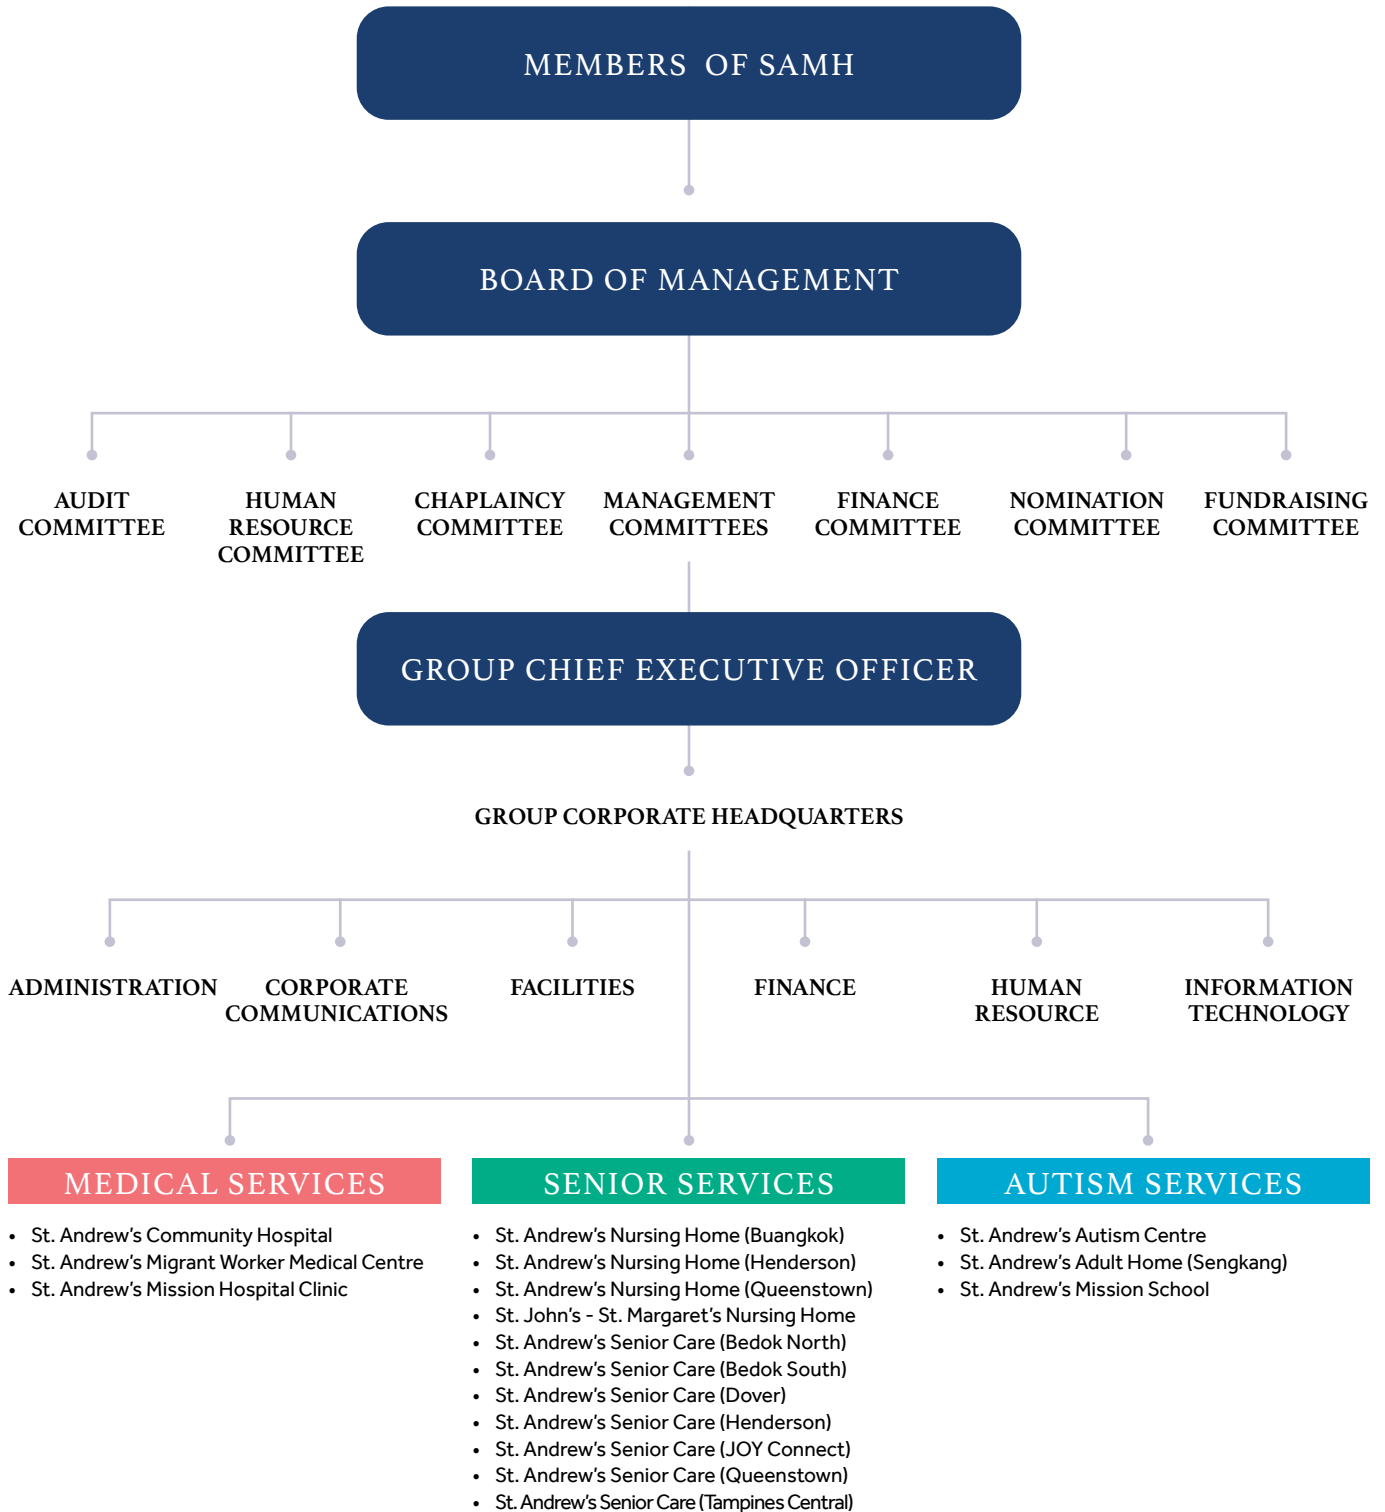 MEMBERS OF SAMH
BOARD OF MANAGEMENT
AUDIT
COMMITTEE
HUMAN
RESOURCE
COMMITTEE
CHAPLAINCY
COMMITTEE
MANAGEMENT
COMMITTEES
FINANCE
COMMITTEE
NOMINATION
COMMITTEE
FUNDRAISING
COMMITTEE
GROUP CHIEF EXECUTIVE OFFICER
GROUP CORPORATE HEADQUARTERS
ADMINISTRATION
CORPORATE
COMMUNICATIONS
FACILITIES
FINANCE
HUMAN
RESOURCE
INFORMATION
TECHNOLOGY
MEDICAL SERVICES
• St. Andrew's Community Hospital
• St. Andrew's Migrant Worker Medical Centre
• St. Andrew's Mission Hospital Clinic
SENIOR SERVICES
• St. Andrew's Nursing Home (Buangkok)
• St. Andrew's Nursing Home (Henderson)
• St. Andrew's Nursing Home (Queenstown)
• St. John's - St. Margaret's Nursing Home
• St. Andrew's Senior Care (Bedok North)
• St. Andrew's Senior Care (Bedok South)
• St. Andrew's Senior Care (Dover)
• St. Andrew's Senior Care (Henderson)
• St. Andrew's Senior Care (JOY Connect)
• St. Andrew's Senior Care (Queenstown)
• St. Andrew's Senior Care (Tampines Central)
AUTISM SERVICES
• St. Andrew's Autism Centre
• St. Andrew's Adult Home (Sengkang)
• St. Andrew's Mission School